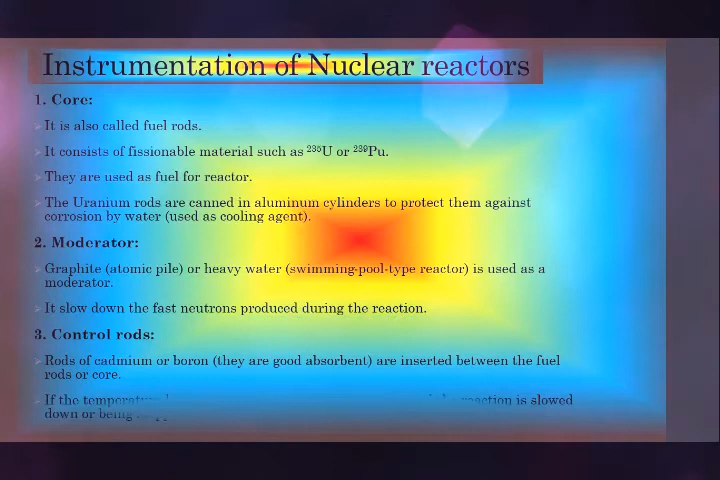 Instrumentation of Nuclear reactors
1. Core:
It is also called fuel rods.
It consists of fissionable material such as ²³⁵U or ²³⁹Pu.
They are used as fuel for reactor.
The Uranium rods are canned in aluminum cylinders to protect them against
corrosion by water (used as cooling agent).
2. Moderator:
Graphite (atomic pile) or heavy water (swimming-pool-type reactor) is used as a
moderator.
It slow down the fast neutrons produced during the reaction.
3. Control rods:
Rods of cadmium or boron (they are good absorbent) are inserted between the fuel
rods or core.
If the reaction is slowed
down or being